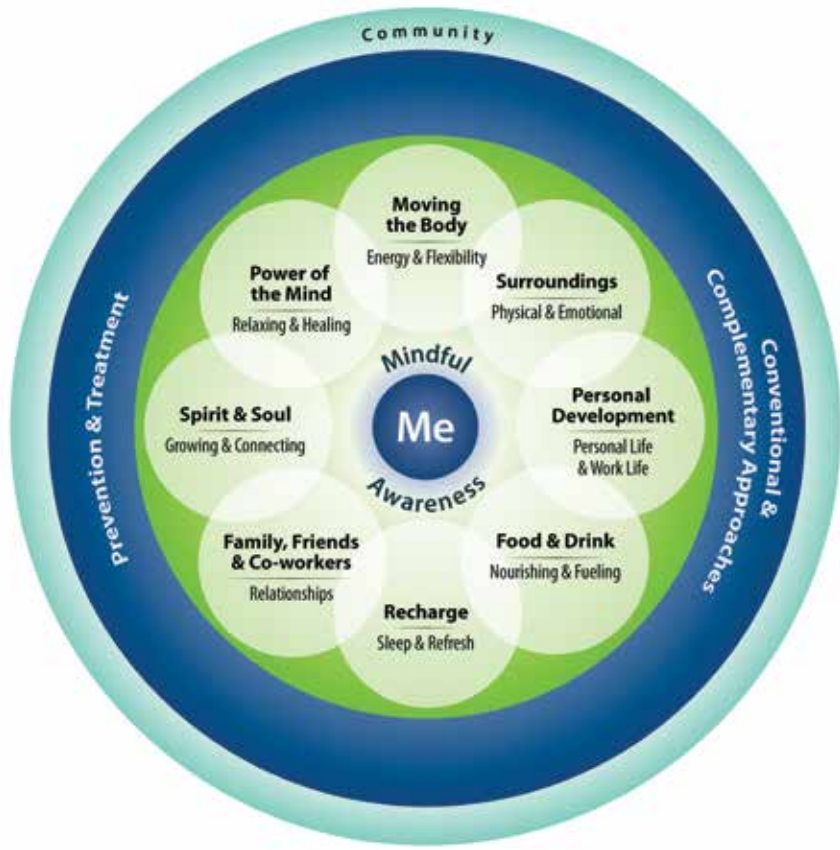 Community
Prevention & Treatment
Conventional &
Complementary Approaches
Moving
the Body
Energy & Flexibility
Surroundings
Physical & Emotional
Personal
Development
Personal Life
& Work Life
Food & Drink
Nourishing & Fueling
Recharge
Sleep & Refresh
Family, Friends
& Co-workers
Relationships
Spirit & Soul
Growing & Connecting
Power of
the Mind
Relaxing & Healing
Mindful
Me
Awareness